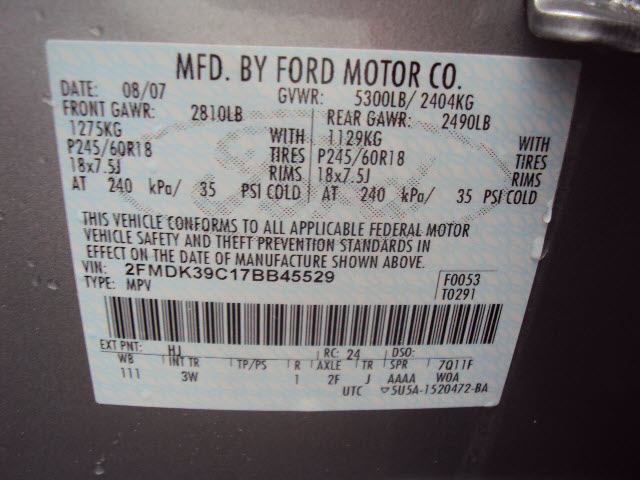 MFD. BY FORD MOTOR CO.
DATE: 08/07 GVWR: 5300LB/ 2404KG
FRONT GAWR: 2810LB REAR GAWR: 2490LB
1275KG WITH 1129KG WITH
P245/60R18 TIRES P245/60R18 TIRES
18x7.5J RIMS 18x7.5J RIMS
AT 240 kPa/ 35 PSI COLD AT 240 kPa/ 35 PSI COLD
THIS VEHICLE CONFORMS TO ALL APPLICABLE FEDERAL MOTOR
VEHICLE SAFETY AND THEFT PREVENTION STANDARDS IN
EFFECT ON THE DATE OF MANUFACTURE SHOWN ABOVE.
VIN: 2FMDK39C17BB45529 F0053
TYPE: MPV T0291
EXT PNT: HJ RC: 24 DSO:
WB INT TR TP/PS R AXLE TR SPR 7Q11F
111 3W 1 2F J AAAA W0A
UTC ▽5U5A-1520472-BA
Ford